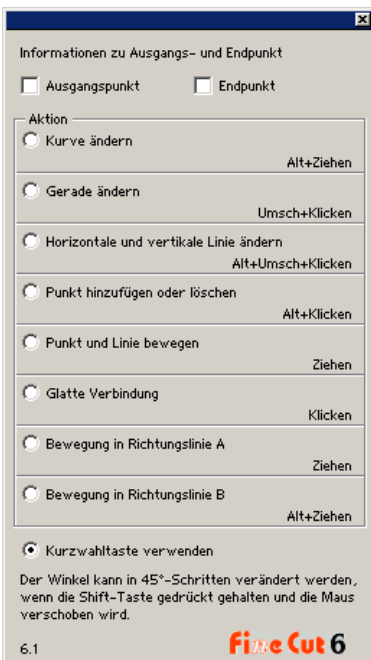 Informationen zu Ausgangs- und Endpunkt
Ausgangspunkt Endpunkt
Aktion
Kurve ändern
Alt+Ziehen
Gerade ändern
Umsch+Klicken
Horizontale und vertikale Linie ändern
Alt+Umsch+Klicken
Punkt hinzufügen oder löschen
Alt+Klicken
Punkt und Linie bewegen
Ziehen
Glatte Verbindung
Klicken
Bewegung in Richtungslinie A
Ziehen
Bewegung in Richtungslinie B
Alt+Ziehen
Kurzwahltaste verwenden
Der Winkel kann in 45°-Schritten verändert werden,
wenn die Shift-Taste gedrückt gehalten und die Maus
verschoben wird.
6.1 Fine Cut 6